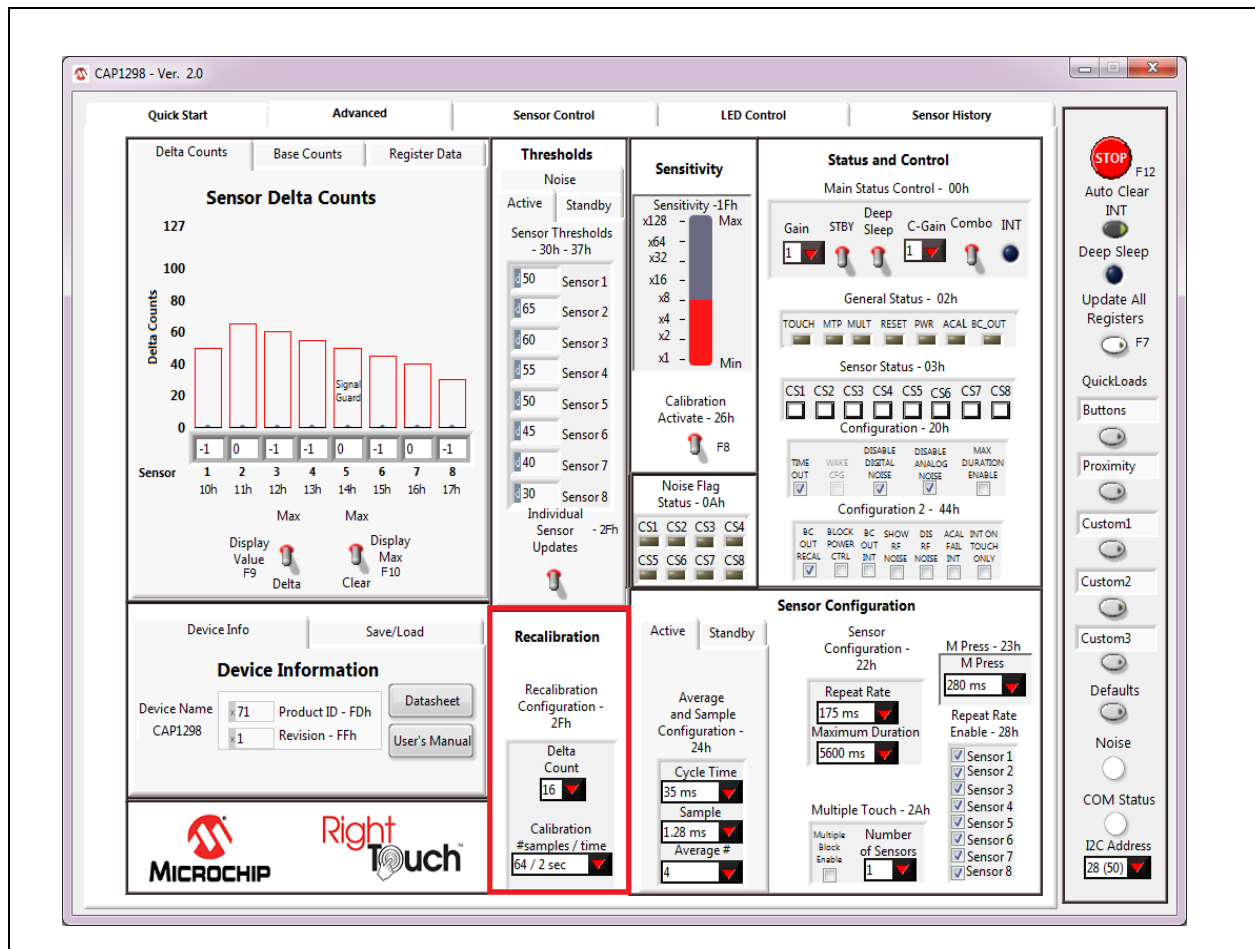 CAP1298 - Ver. 2.0
Quick Start
Advanced
Sensor Control
LED Control
Sensor History
Delta Counts
Base Counts
Register Data
Sensor Delta Counts
127
100
80
60
40
20
0
Delta Counts
Signal
Guard
-1 0 -1 -1 0 -1 0 -1
Sensor 1 2 3 4 5 6 7 8
10h 11h 12h 13h 14h 15h 16h 17h
Max
Display
Value
F9
Delta
Max
Display
Max
F10
Clear
Thresholds
Noise
Active
Standby
Sensor Thresholds
- 30h - 37h
d 50 Sensor 1
d 65 Sensor 2
d 60 Sensor 3
d 55 Sensor 4
d 50 Sensor 5
d 45 Sensor 6
d 40 Sensor 7
d 30 Sensor 8
Individual
Sensor - 2Fh
Updates
Sensitivity
Sensitivity -1Fh
x128 Max
x64
x32
x16
x8
x4
x2
x1 Min
Calibration
Activate - 26h
F8
Noise Flag
Status - 0Ah
CS1 CS2 CS3 CS4
CS5 CS6 CS7 CS8
Status and Control
Main Status Control - 00h
Gain
1
STBY
Deep
Sleep
C-Gain
1
Combo
INT
General Status - 02h
TOUCH MTP MULT RESET PWR ACAL BC_OUT
Sensor Status - 03h
CS1 CS2 CS3 CS4 CS5 CS6 CS7 CS8
Configuration - 20h
TIME
OUT
WAKE
CFG
DISABLE
DIGITAL
NOISE
DISABLE
ANALOG
NOISE
MAX
DURATION
ENABLE
Configuration 2 - 44h
BC
OUT
RECAL
BLOCK
POWER
CTRL
BC
OUT
INT
SHOW
RF
NOISE
DIS
RF
NOISE
ACAL
FAIL
INT
INT ON
TOUCH
ONLY
Device Info
Save/Load
Device Information
Device Name
CAP1298
x 71 Product ID - FDh
x 1 Revision - FFh
Datasheet
User's Manual
MICROCHIP
Right
Touch
Recalibration
Recalibration
Configuration -
2Fh
Delta
Count
16
Calibration
#samples / time
64 / 2 sec
Sensor Configuration
Active
Standby
Average
and Sample
Configuration -
24h
Cycle Time
35 ms
Sample
1.28 ms
Average #
4
Sensor
Configuration -
22h
Repeat Rate
175 ms
Maximum Duration
5600 ms
Multiple Touch - 2Ah
Multiple
Block
Enable
Number
of Sensors
1
M Press - 23h
M Press
280 ms
Repeat Rate
Enable - 28h
Sensor 1
Sensor 2
Sensor 3
Sensor 4
Sensor 5
Sensor 6
Sensor 7
Sensor 8
STOP
F12
Auto Clear
INT
Deep Sleep
Update All
Registers
F7
QuickLoads
Buttons
Proximity
Custom1
Custom2
Custom3
Defaults
Noise
COM Status
I2C Address
28 (50)